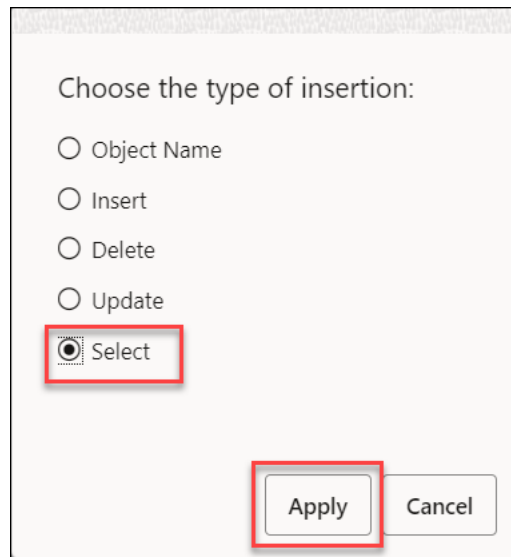 Choose the type of insertion:
Object Name
Insert
Delete
Update
Select
Apply Cancel